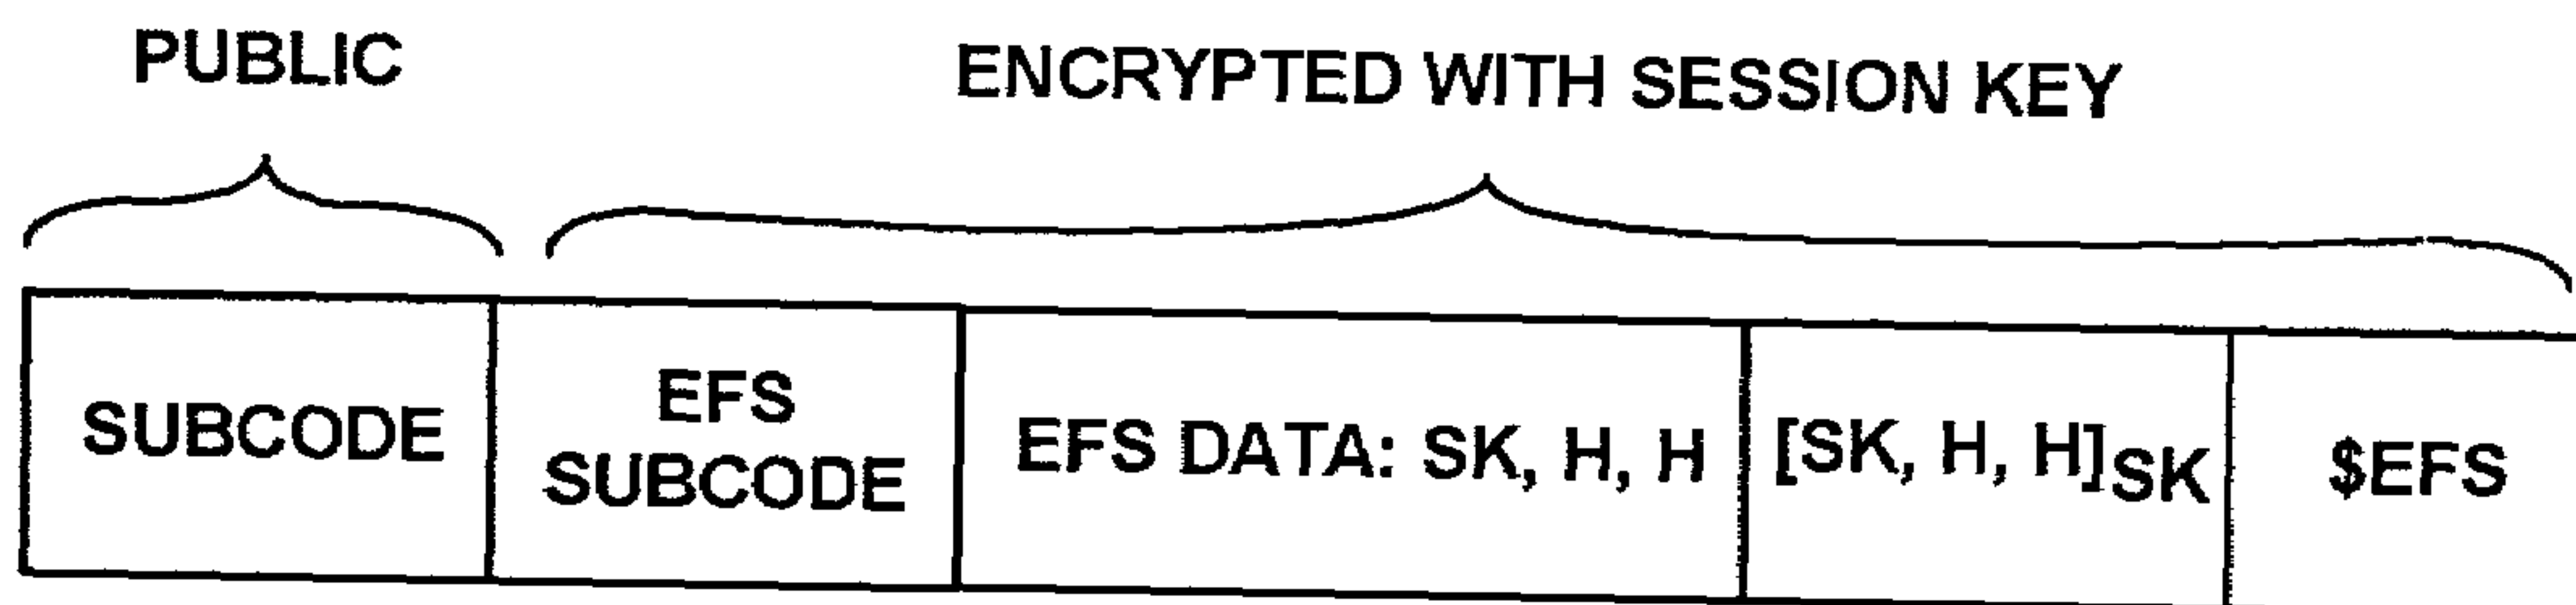 PUBLIC
ENCRYPTED WITH SESSION KEY
SUBCODE
EFS
SUBCODE
EFS DATA: SK, H, H
[SK, H, H]SK
$EFS